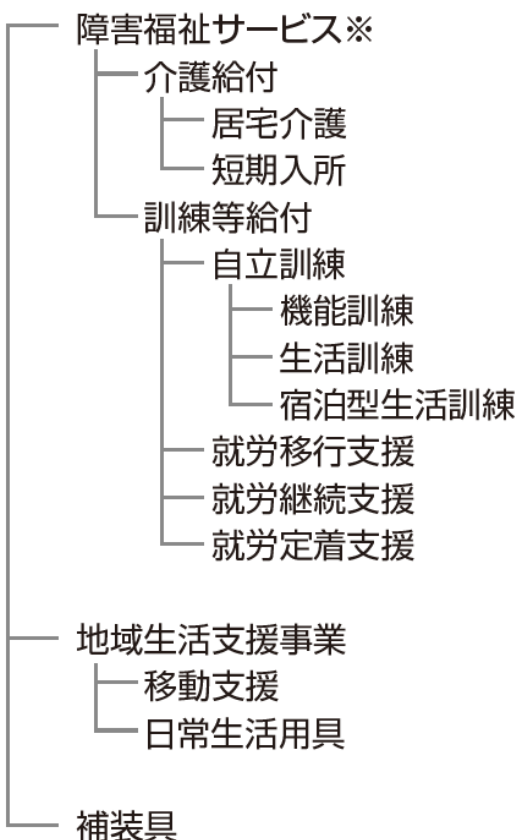 障害福祉サービス※
介護給付
居宅介護
短期入所
訓練等給付
自立訓練
機能訓練
生活訓練
宿泊型生活訓練
就労移行支援
就労継続支援
就労定着支援
地域生活支援事業
移動支援
日常生活用具
補装具